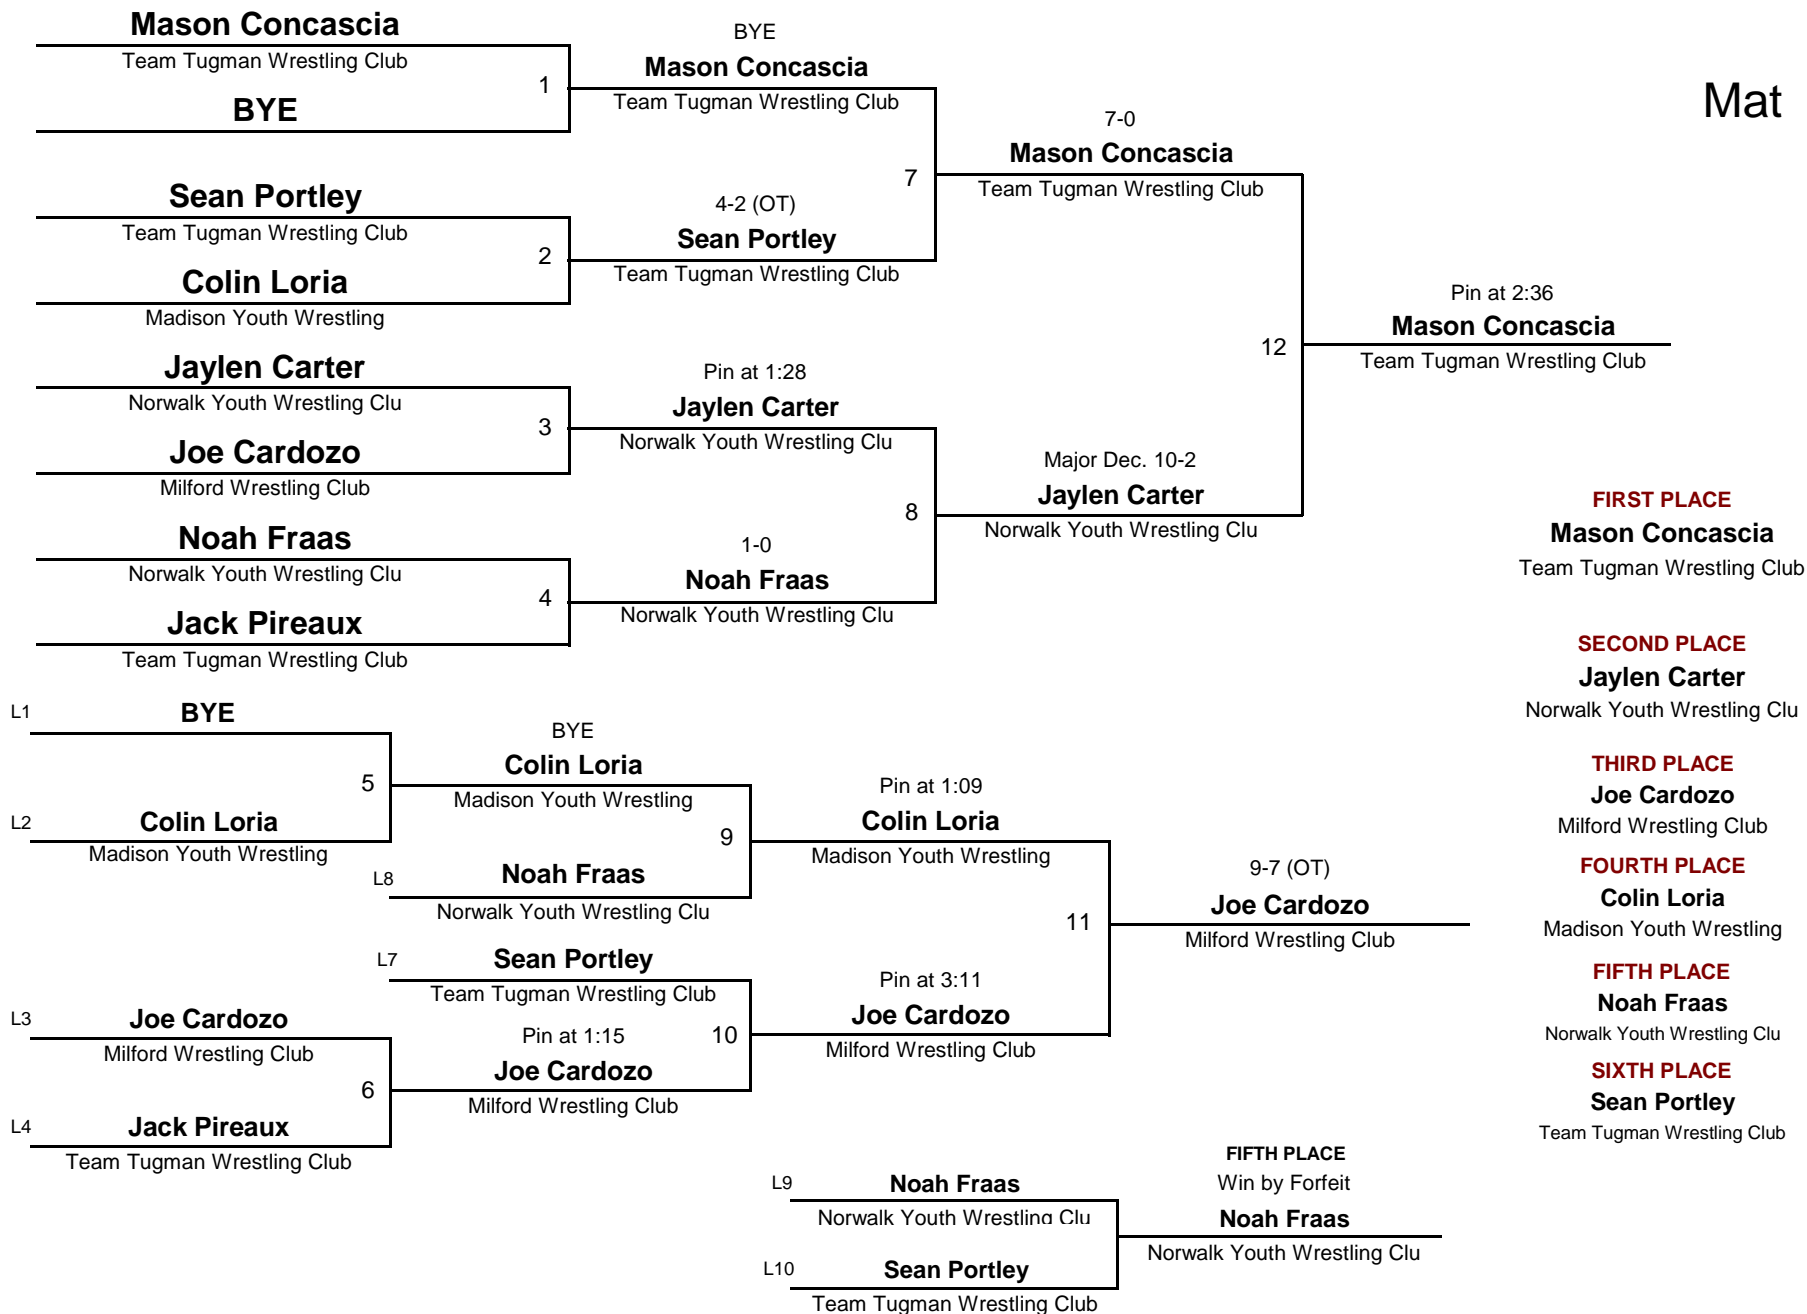 Mason Concascia
Team Tugman Wrestling Club
1
BYE
BYE
Mason Concascia
Team Tugman Wrestling Club
Mat
Sean Portley
Team Tugman Wrestling Club
2
Colin Loria
Madison Youth Wrestling
4-2 (OT)
Sean Portley
Team Tugman Wrestling Club
7
7-0
Mason Concascia
Team Tugman Wrestling Club
Jaylen Carter
Norwalk Youth Wrestling Clu
3
Joe Cardozo
Milford Wrestling Club
Pin at 1:28
Jaylen Carter
Norwalk Youth Wrestling Clu
Noah Fraas
Norwalk Youth Wrestling Clu
4
Jack Pireaux
Team Tugman Wrestling Club
1-0
Noah Fraas
Norwalk Youth Wrestling Clu
8
Major Dec. 10-2
Jaylen Carter
Norwalk Youth Wrestling Clu
12
Pin at 2:36
Mason Concascia
Team Tugman Wrestling Club
FIRST PLACE
Mason Concascia
Team Tugman Wrestling Club
SECOND PLACE
Jaylen Carter
Norwalk Youth Wrestling Clu
THIRD PLACE
Joe Cardozo
Milford Wrestling Club
FOURTH PLACE
Colin Loria
Madison Youth Wrestling
FIFTH PLACE
Noah Fraas
Norwalk Youth Wrestling Clu
SIXTH PLACE
Sean Portley
Team Tugman Wrestling Club
L1
BYE
5
L2
Colin Loria
Madison Youth Wrestling
BYE
Colin Loria
Madison Youth Wrestling
9
L8
Noah Fraas
Norwalk Youth Wrestling Clu
Pin at 1:09
Colin Loria
Madison Youth Wrestling
L7
Sean Portley
Team Tugman Wrestling Club
L3
Joe Cardozo
Milford Wrestling Club
6
L4
Jack Pireaux
Team Tugman Wrestling Club
Pin at 1:15
10
Joe Cardozo
Milford Wrestling Club
Pin at 3:11
Joe Cardozo
Milford Wrestling Club
11
9-7 (OT)
Joe Cardozo
Milford Wrestling Club
L9
Noah Fraas
Norwalk Youth Wrestling Clu
L10
Sean Portley
Team Tugman Wrestling Club
FIFTH PLACE
Win by Forfeit
Noah Fraas
Norwalk Youth Wrestling Clu